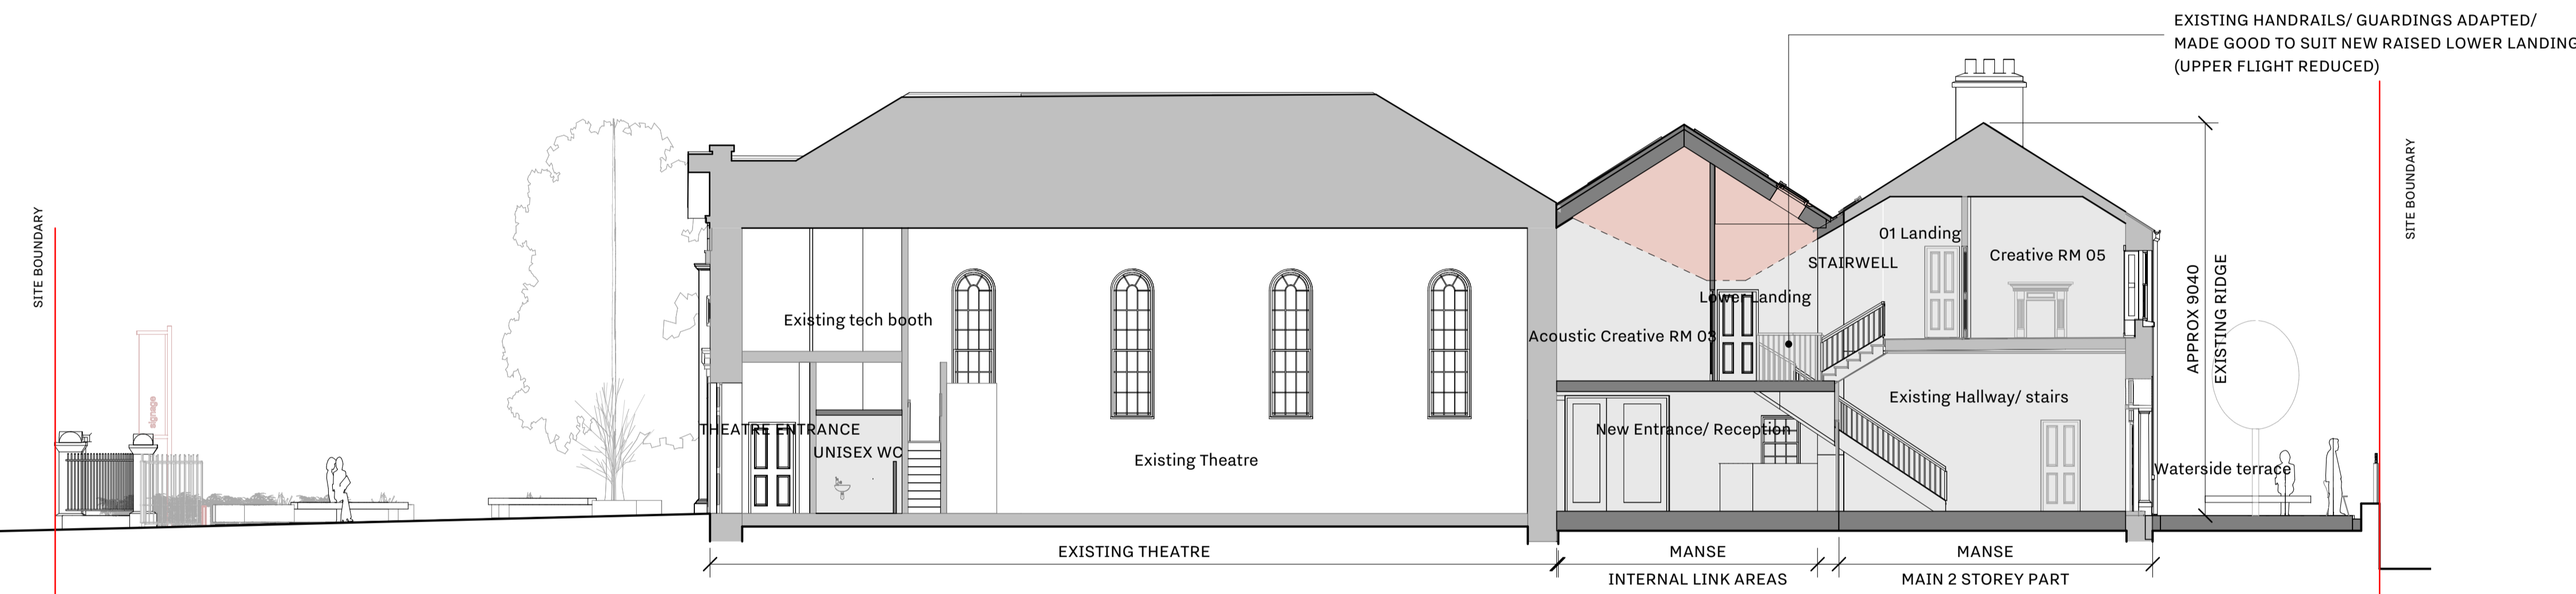 EXISTING HANDRAILS/ GUARDINGS ADAPTED/
MADE GOOD TO SUIT NEW RAISED LOWER LANDING
(UPPER FLIGHT REDUCED)
SITE BOUNDARY
SITE BOUNDARY
signage
01 Landing
Creative RM 05
STAIRWELL
APPROX 9040
EXISTING RIDGE
Lower Landing
Existing tech booth
Acoustic Creative RM 03
Existing Hallway/ stairs
THEATRE ENTRANCE
New Entrance/ Reception
UNISEX WC
Existing Theatre
Waterside terrace
EXISTING THEATRE
MANSE
INTERNAL LINK AREAS
MANSE
MAIN 2 STOREY PART